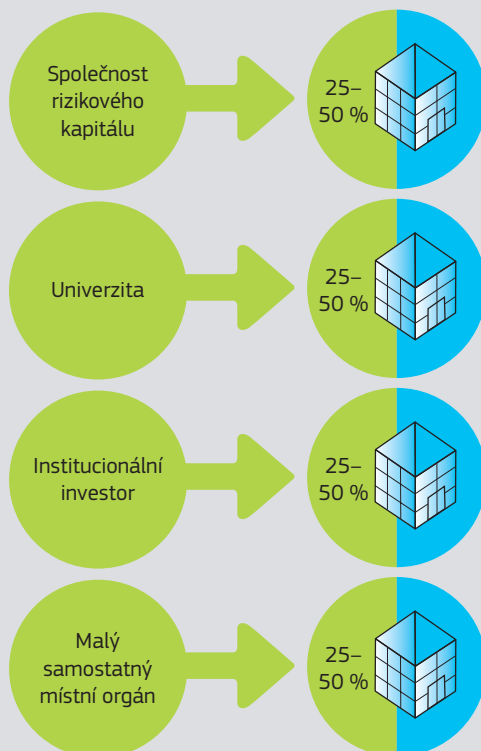 Společnost
rizikového
kapitálu
25–
50 %
Univerzita
25–
50 %
Institucionální
investor
25–
50 %
Malý
samostatný
místní orgán
25–
50 %